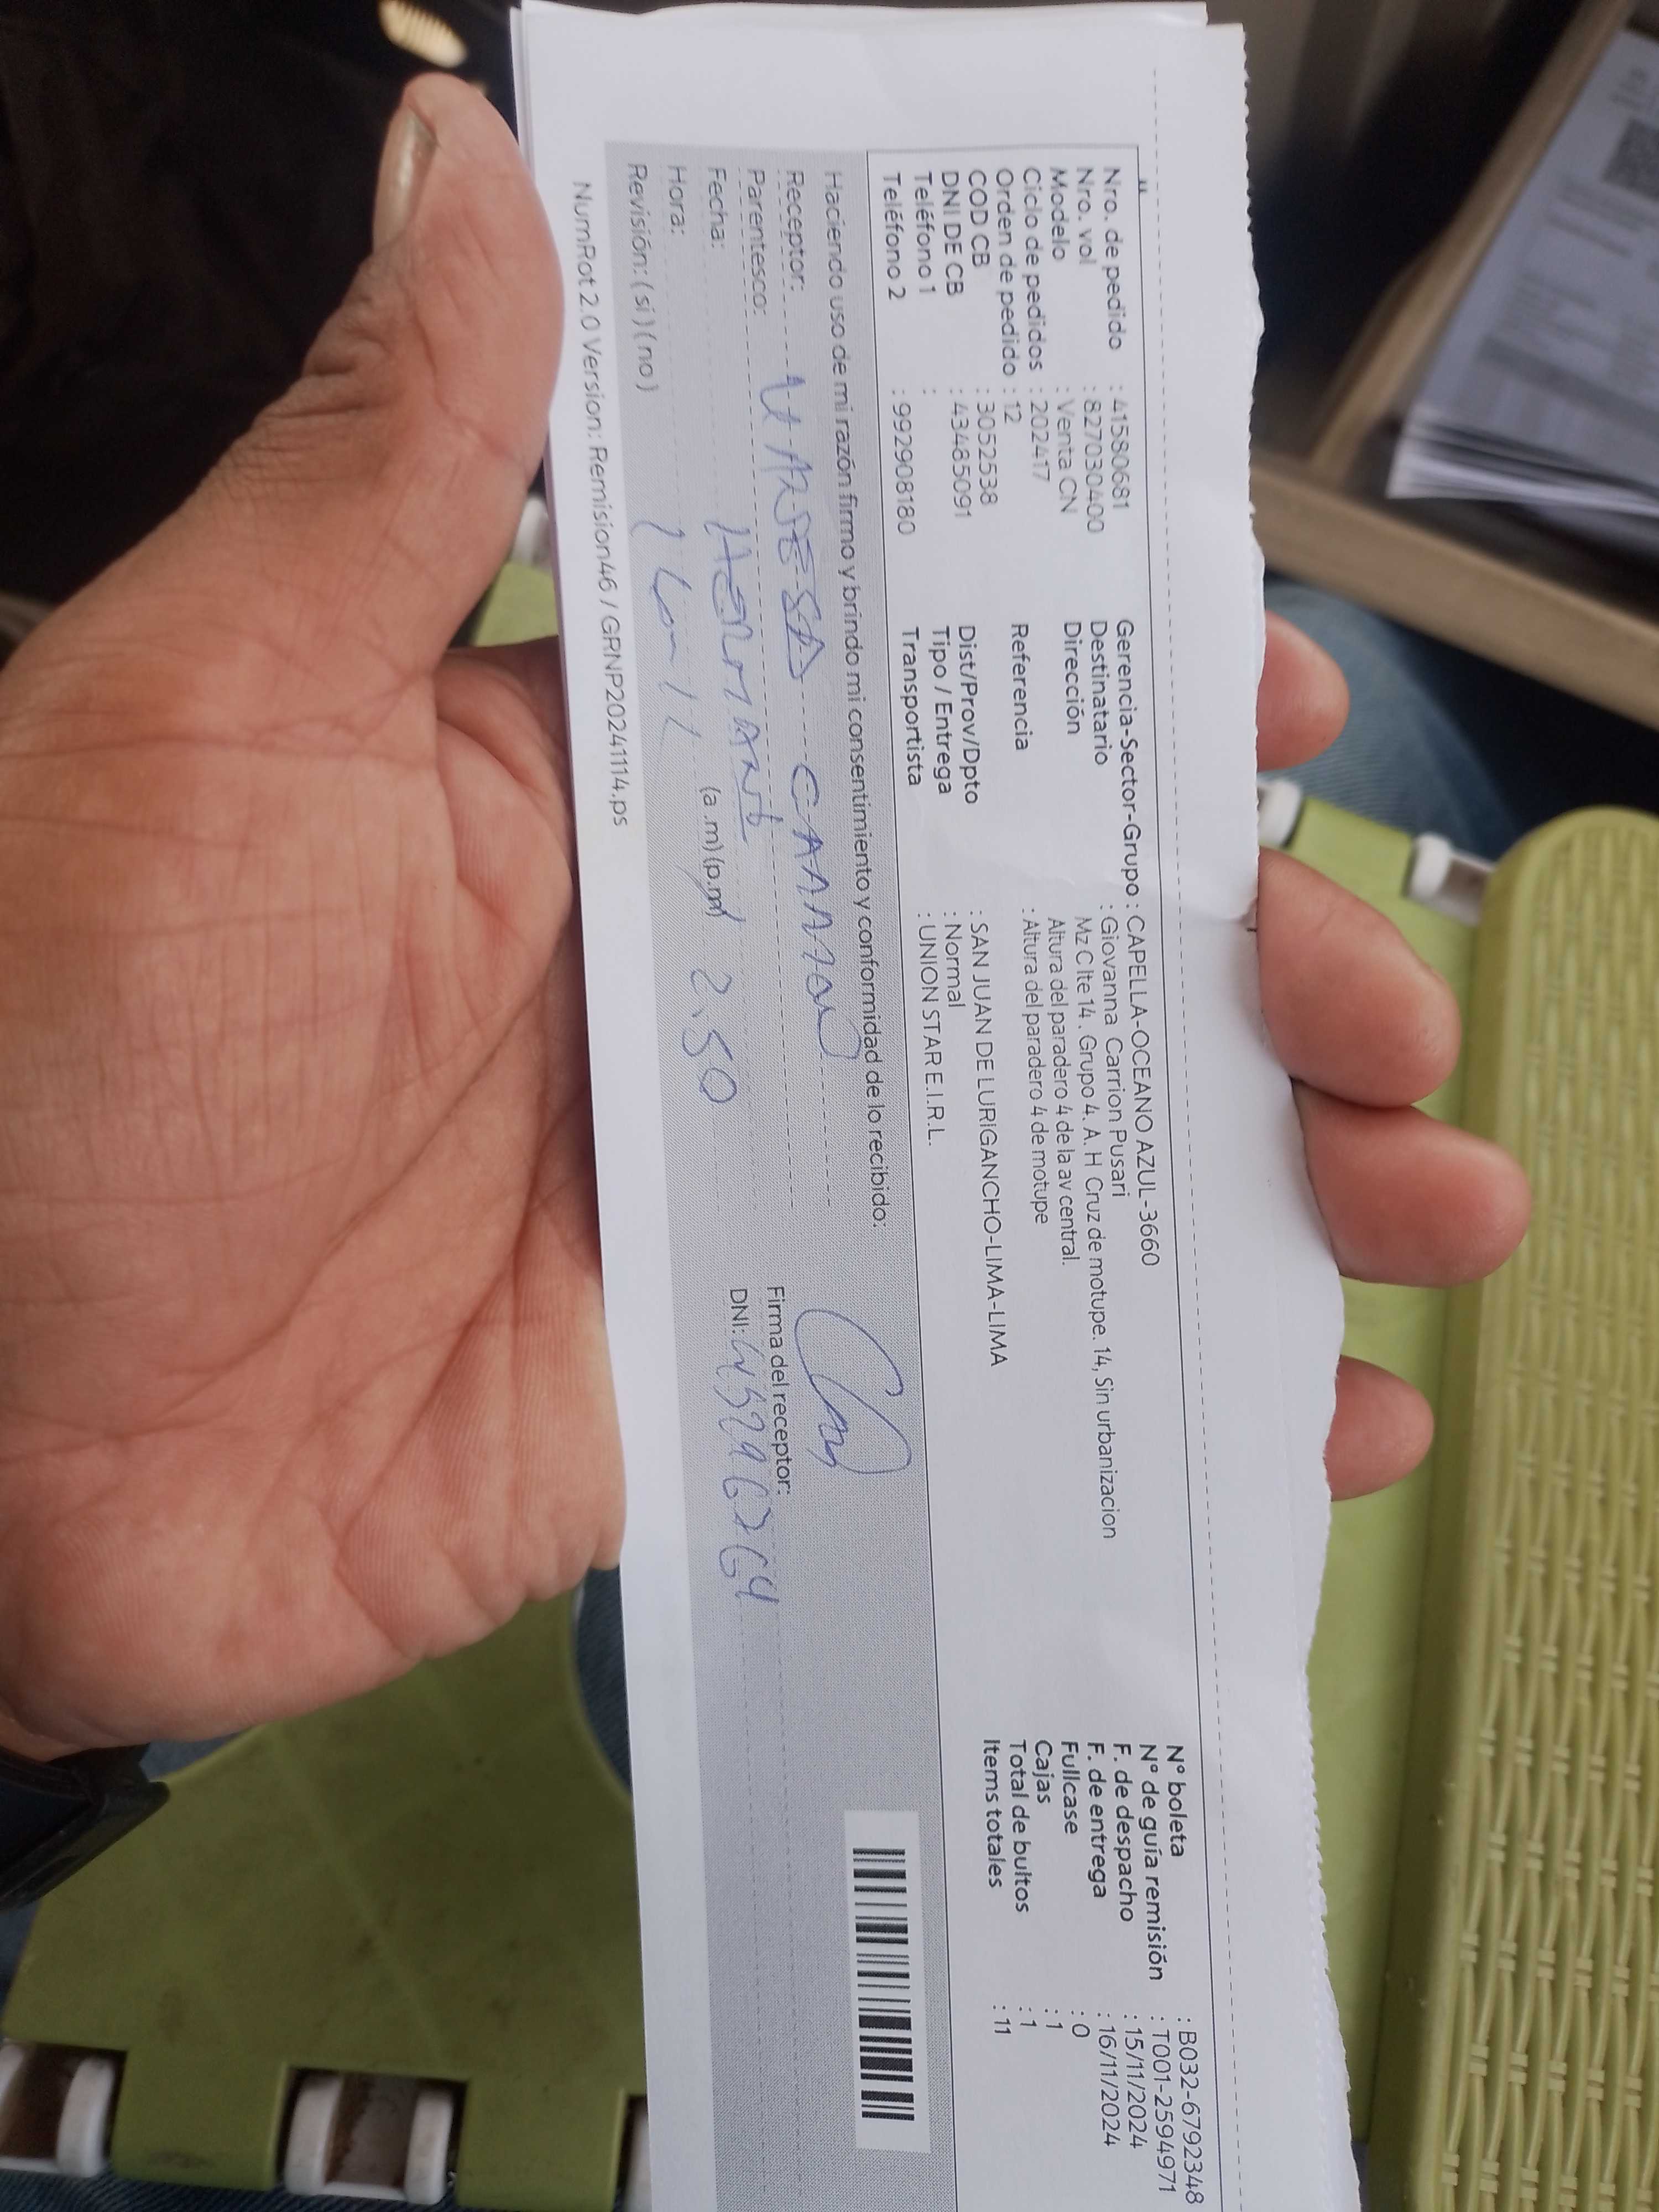 Nro. de pedido : 41580681
Nro. vol : 827030400
Modelo : Venta CN
Ciclo de pedidos : 202417
Orden de pedido : 12
COD CB : 3052538
DNI DE CB : 43485091
Teléfono 1 :
Teléfono 2 : 992908180
Gerencia-Sector-Grupo : CAPELLA-OCEANO AZUL-3660
Destinatario : Giovanna Carrion Pusari
Dirección Mz C lte 14 . Grupo 4. A. H Cruz de motupe. 14, Sin urbanizacion
Altura del paradero 4 de la av central.
Referencia : Altura del paradero 4 de motupe
Dist/Prov/Dpto : SAN JUAN DE LURIGANCHO-LIMA-LIMA
Tipo / Entrega : Normal
Transportista : UNION STAR E.I.R.L.
N° boleta : B032-6792348
N° de guía remisión : T001-2594971
F. de despacho : 15/11/2024
F. de entrega : 16/11/2024
Fullcase : 0
Cajas : 1
Total de bultos : 1
Items totales : 11
Haciendo uso de mi razón firmo y brindo mi consentimiento y conformidad de lo recibido:
Receptor:
Parentesco:
Fecha:
Hora: (a .m)(p.m) 2.50
Revisión: ( si ) ( no )
Firma del receptor:
DNI:
NumRot 2.0 Version: Remision46 / GRNP20241114.ps